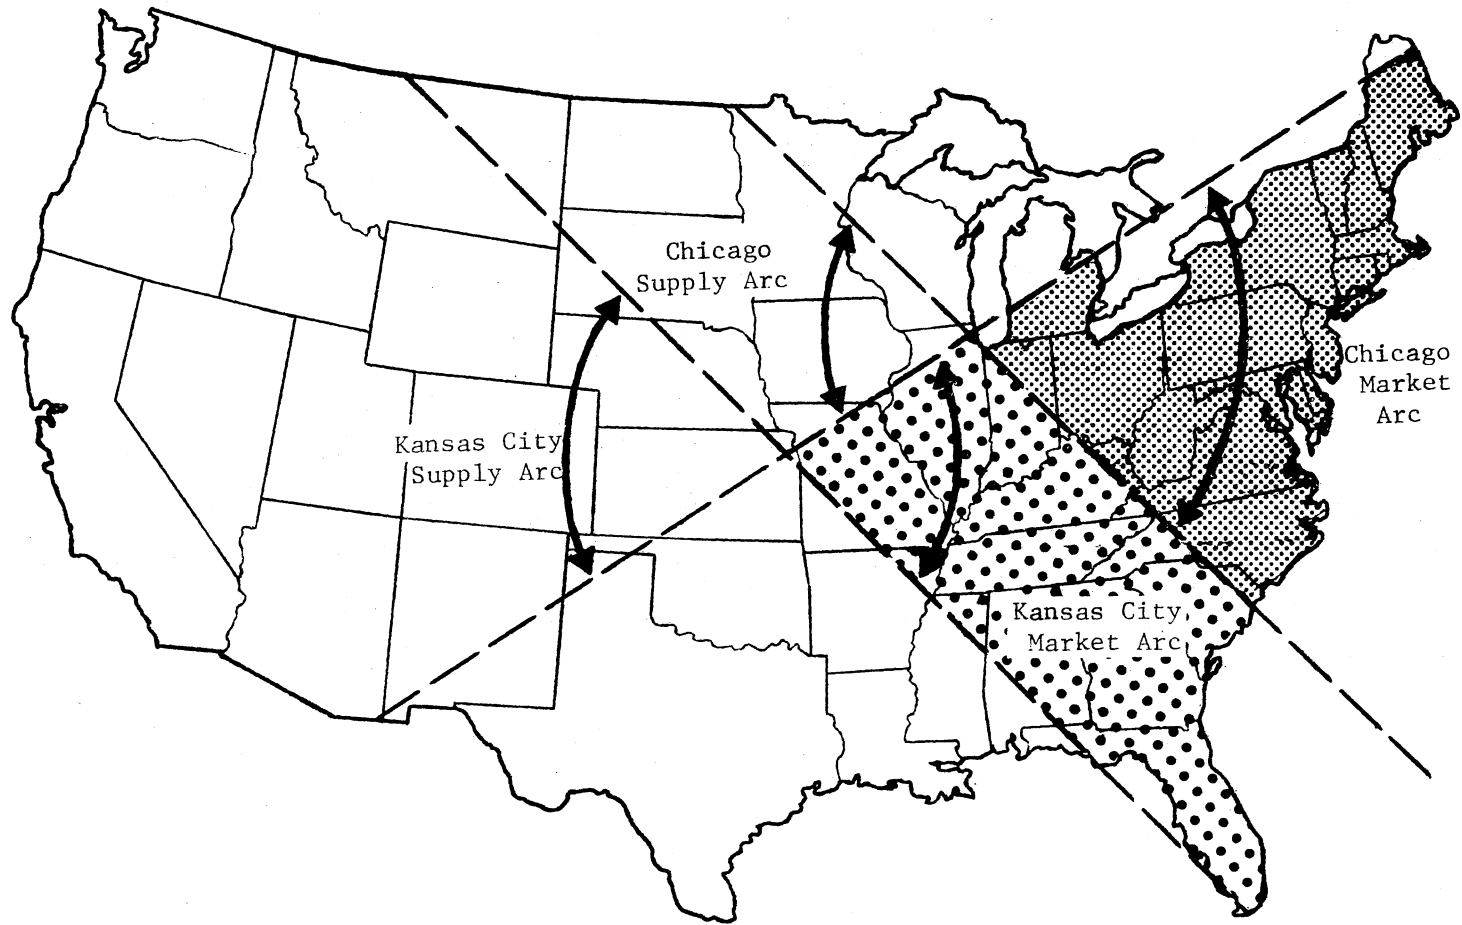 Chicago
Supply Arc
Chicago
Market
Arc
Kansas City
Supply Arc
Kansas City
Market Arc